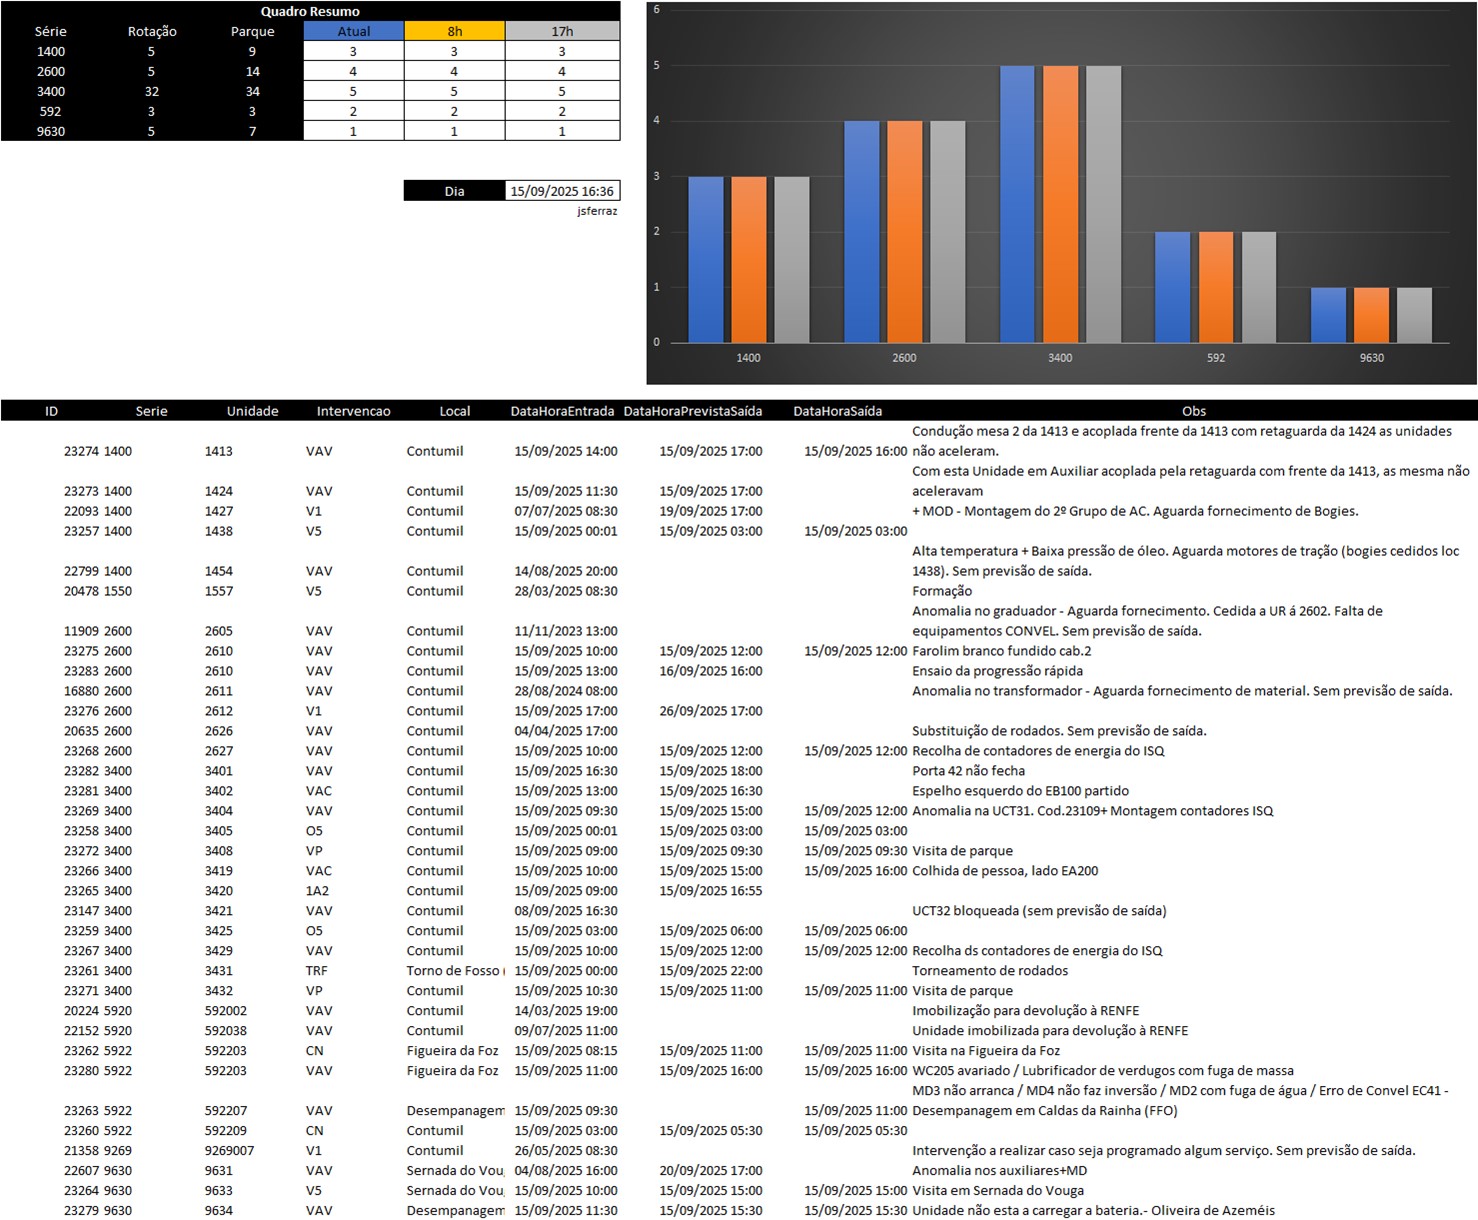 Quadro Resumo
Série Rotação Parque Atual 8h 17h
1400 5 9 3 3 3
2600 5 14 4 4 4
3400 32 34 5 5 5
592 3 3 2 2 2
9630 5 7 1 1 1
Dia 15/09/2025 16:36
jsferraz
6
5
4
3
2
1
0
1400 2600 3400 592 9630
ID Serie Unidade Intervencao Local DataHoraEntrada DataHoraPrevistaSaída DataHoraSaída Obs
Condução mesa 2 da 1413 e acoplada frente da 1413 com retaguarda da 1424 as unidades
23274 1400 1413 VAV Contumil 15/09/2025 14:00 15/09/2025 17:00 15/09/2025 16:00 não aceleram.
Com esta Unidade em Auxiliar acoplada pela retaguarda com frente da 1413, as mesma não
23273 1400 1424 VAV Contumil 15/09/2025 11:30 15/09/2025 17:00 aceleravam
22093 1400 1427 V1 Contumil 07/07/2025 08:30 19/09/2025 17:00 + MOD - Montagem do 2º Grupo de AC. Aguarda fornecimento de Bogies.
23257 1400 1438 V5 Contumil 15/09/2025 00:01 15/09/2025 03:00 15/09/2025 03:00
Alta temperatura + Baixa pressão de óleo. Aguarda motores de tração (bogies cedidos loc
22799 1400 1454 VAV Contumil 14/08/2025 20:00 1438). Sem previsão de saída.
20478 1550 1557 V5 Contumil 28/03/2025 08:30 Formação
Anomalia no graduador - Aguarda fornecimento. Cedida a UR á 2602. Falta de
11909 2600 2605 VAV Contumil 11/11/2023 13:00 equipamentos CONVEL. Sem previsão de saída.
23275 2600 2610 VAV Contumil 15/09/2025 10:00 15/09/2025 12:00 15/09/2025 12:00 Farolim branco fundido cab.2
23283 2600 2610 VAV Contumil 15/09/2025 13:00 16/09/2025 16:00 Ensaio da progressão rápida
16880 2600 2611 VAV Contumil 28/08/2024 08:00 Anomalia no transformador - Aguarda fornecimento de material. Sem previsão de saída.
23276 2600 2612 V1 Contumil 15/09/2025 17:00 26/09/2025 17:00
20635 2600 2626 VAV Contumil 04/04/2025 17:00 Substituição de rodados. Sem previsão de saída.
23268 2600 2627 VAV Contumil 15/09/2025 10:00 15/09/2025 12:00 15/09/2025 12:00 Recolha de contadores de energia do ISQ
23282 3400 3401 VAV Contumil 15/09/2025 16:30 15/09/2025 18:00 Porta 42 não fecha
23281 3400 3402 VAC Contumil 15/09/2025 13:00 15/09/2025 16:30 Espelho esquerdo do EB100 partido
23269 3400 3404 VAV Contumil 15/09/2025 09:30 15/09/2025 15:00 15/09/2025 12:00 Anomalia na UCT31. Cod.23109+ Montagem contadores ISQ
23258 3400 3405 O5 Contumil 15/09/2025 00:01 15/09/2025 03:00 15/09/2025 03:00
23272 3400 3408 VP Contumil 15/09/2025 09:00 15/09/2025 09:30 15/09/2025 09:30 Visita de parque
23266 3400 3419 VAC Contumil 15/09/2025 10:00 15/09/2025 15:00 15/09/2025 16:00 Colhida de pessoa, lado EA200
23265 3400 3420 1A2 Contumil 15/09/2025 09:00 15/09/2025 16:55
23147 3400 3421 VAV Contumil 08/09/2025 16:30 UCT32 bloqueada (sem previsão de saída)
23259 3400 3425 O5 Contumil 15/09/2025 03:00 15/09/2025 06:00 15/09/2025 06:00
23267 3400 3429 VAV Contumil 15/09/2025 10:00 15/09/2025 12:00 15/09/2025 12:00 Recolha ds contadores de energia do ISQ
23261 3400 3431 TRF Torno de Fosso ( 15/09/2025 00:00 15/09/2025 22:00 Torneamento de rodados
23271 3400 3432 VP Contumil 15/09/2025 10:30 15/09/2025 11:00 15/09/2025 11:00 Visita de parque
20224 5920 592002 VAV Contumil 14/03/2025 19:00 Imobilização para devolução à RENFE
22152 5920 592038 VAV Contumil 09/07/2025 11:00 Unidade imobilizada para devolução à RENFE
23262 5922 592203 CN Figueira da Foz 15/09/2025 08:15 15/09/2025 11:00 15/09/2025 11:00 Visita na Figueira da Foz
23280 5922 592203 VAV Figueira da Foz 15/09/2025 11:00 15/09/2025 16:00 15/09/2025 16:00 WC205 avariado / Lubrificador de verdugos com fuga de massa
MD3 não arranca / MD4 não faz inversão / MD2 com fuga de água / Erro de Convel EC41 -
23263 5922 592207 VAV Desempanagem 15/09/2025 09:30 15/09/2025 11:00 Desempanagem em Caldas da Rainha (FFO)
23260 5922 592209 CN Contumil 15/09/2025 03:00 15/09/2025 05:30 15/09/2025 05:30
21358 9269 9269007 V1 Contumil 26/05/2025 08:30 Intervenção a realizar caso seja programado algum serviço. Sem previsão de saída.
22607 9630 9631 VAV Sernada do Vou 04/08/2025 16:00 20/09/2025 17:00 Anomalia nos auxiliares+MD
23264 9630 9633 V5 Sernada do Vou 15/09/2025 10:00 15/09/2025 15:00 15/09/2025 15:00 Visita em Sernada do Vouga
23279 9630 9634 VAV Desempanagem 15/09/2025 11:30 15/09/2025 15:30 15/09/2025 15:30 Unidade não esta a carregar a bateria.- Oliveira de Azeméis